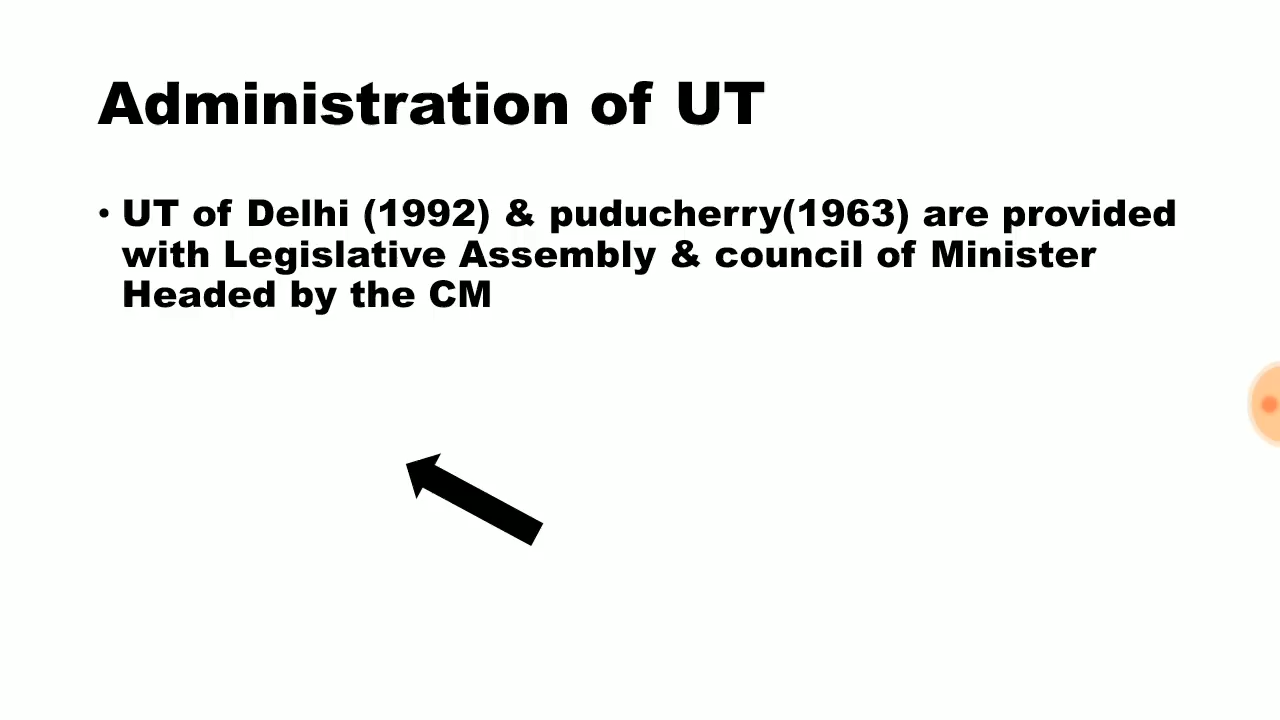 Administration of UT
• UT of Delhi (1992) & puducherry(1963) are provided
with Legislative Assembly & council of Minister
Headed by the CM